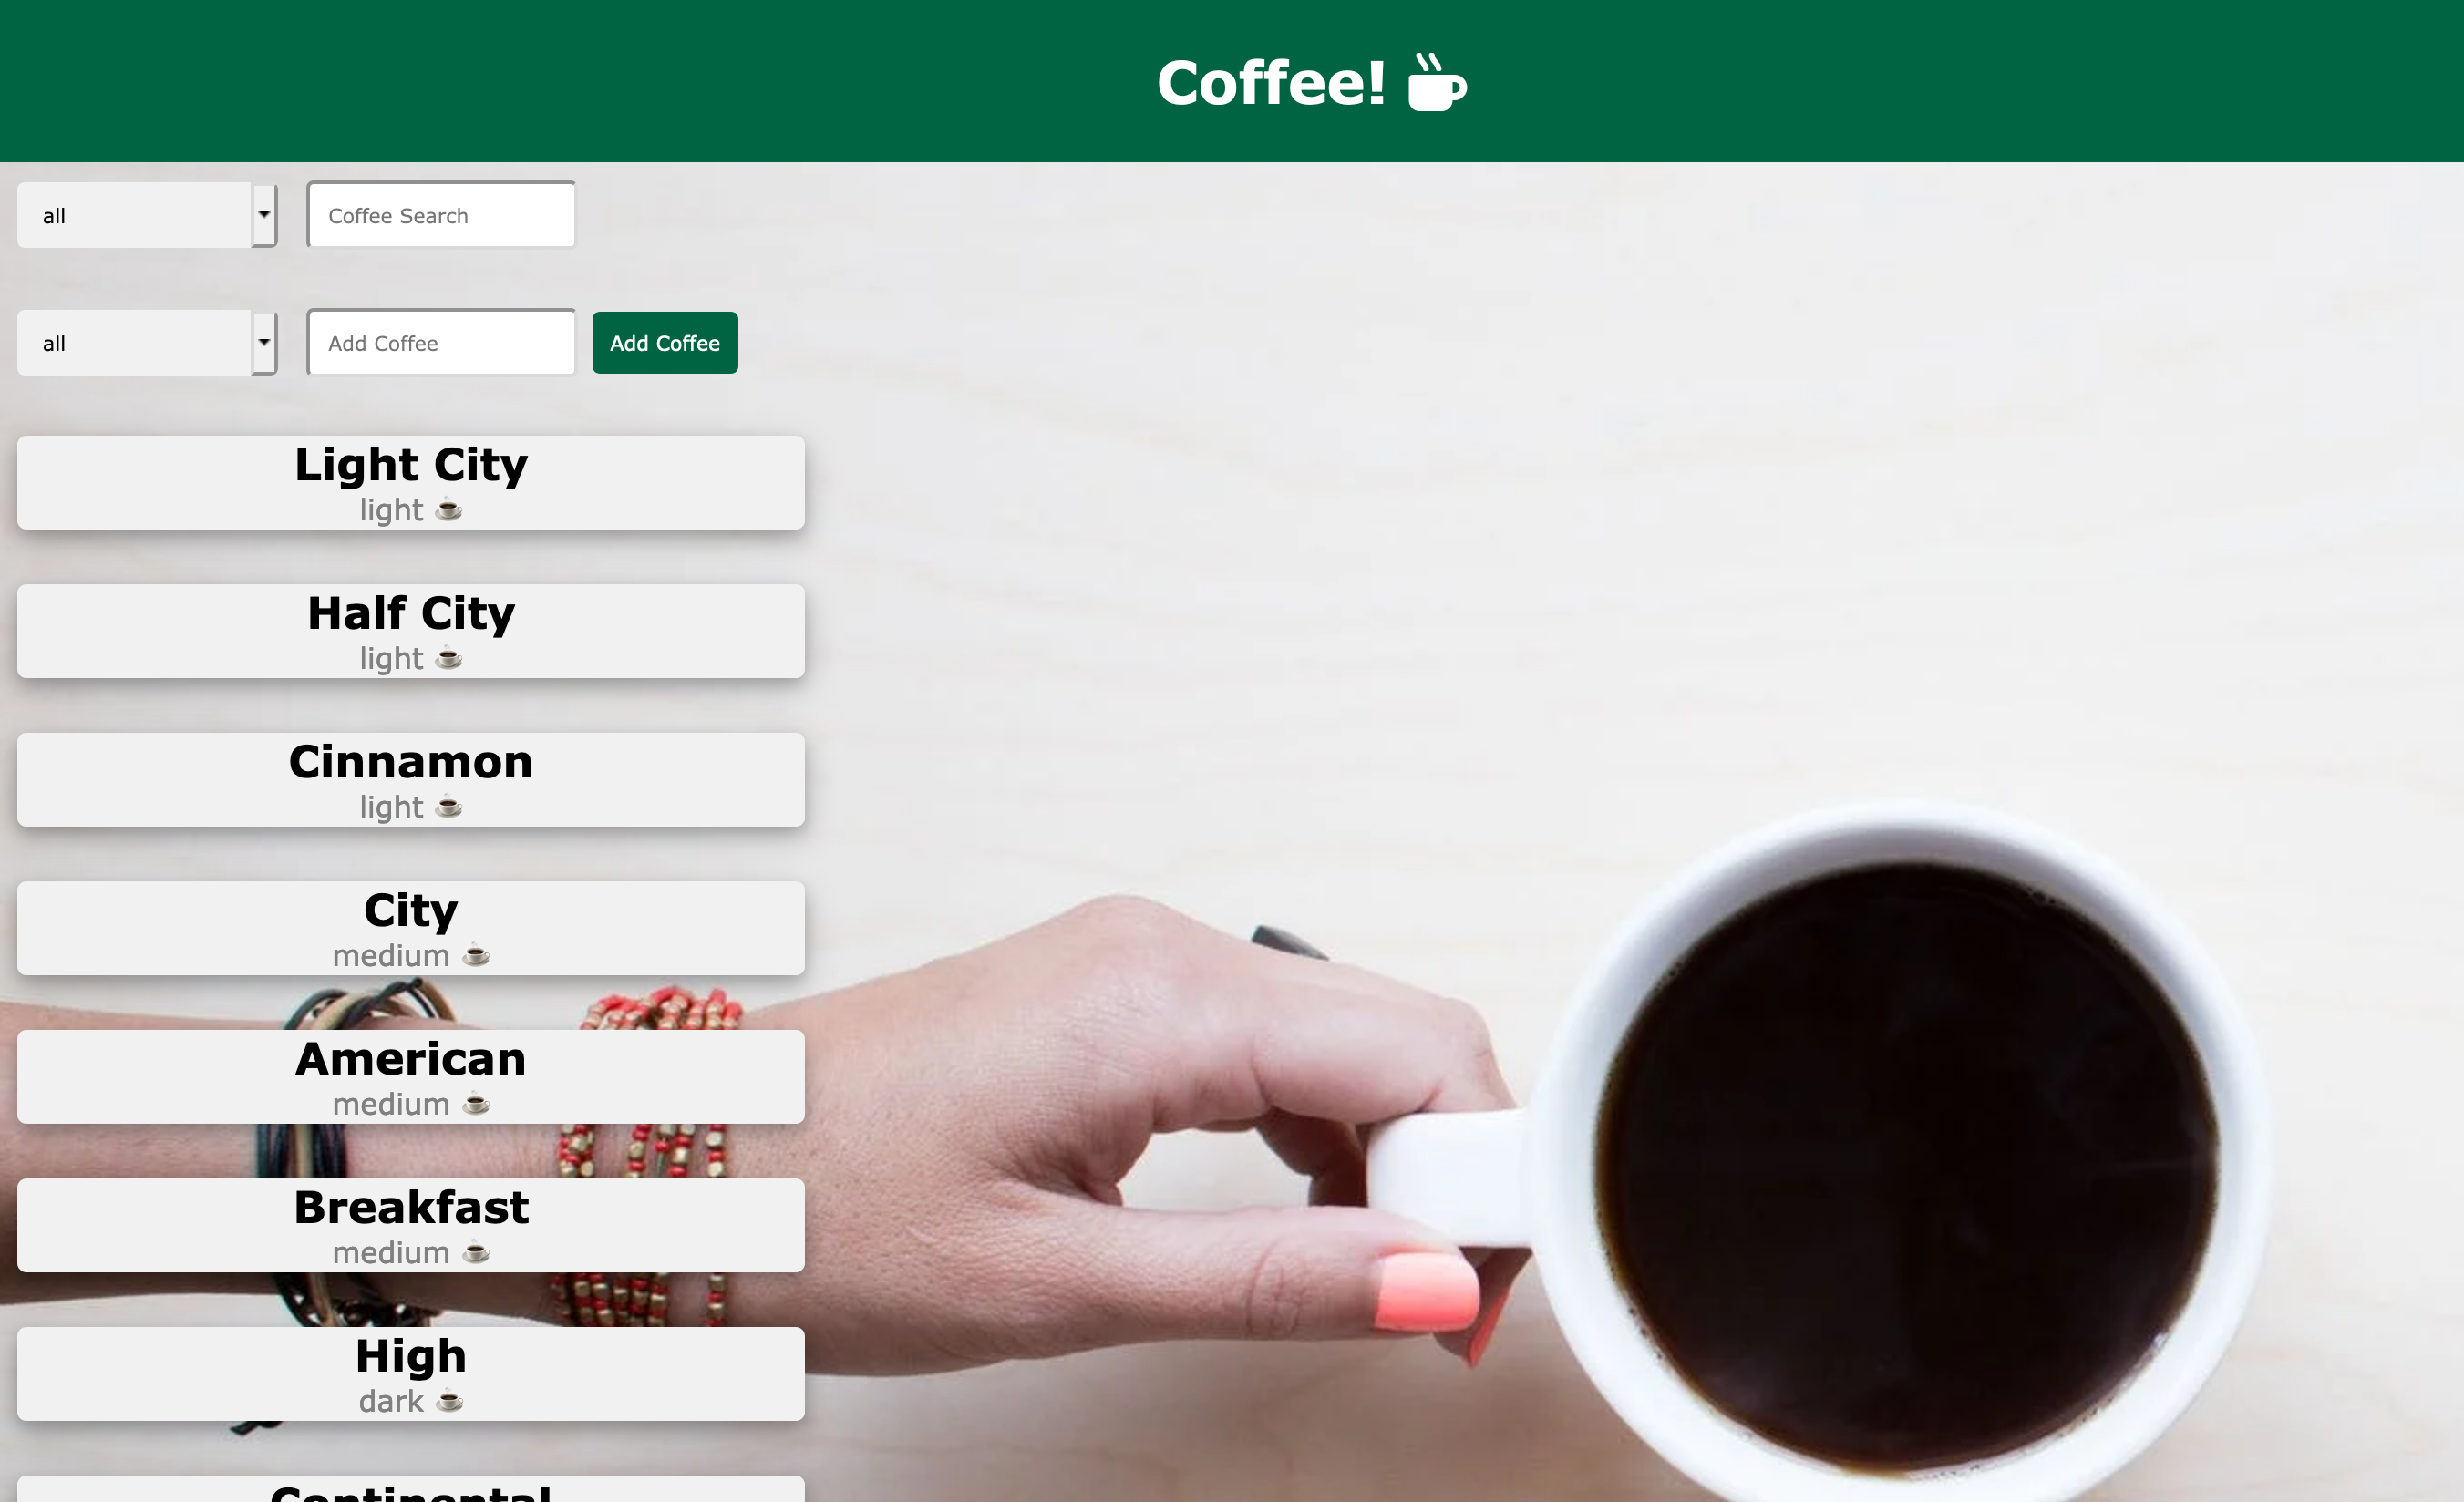 Coffee!
all
Coffee Search
all
Add Coffee
Add Coffee
Light City
light
Half City
light
Cinnamon
light
City
medium
American
medium
Breakfast
medium
High
dark
Continental